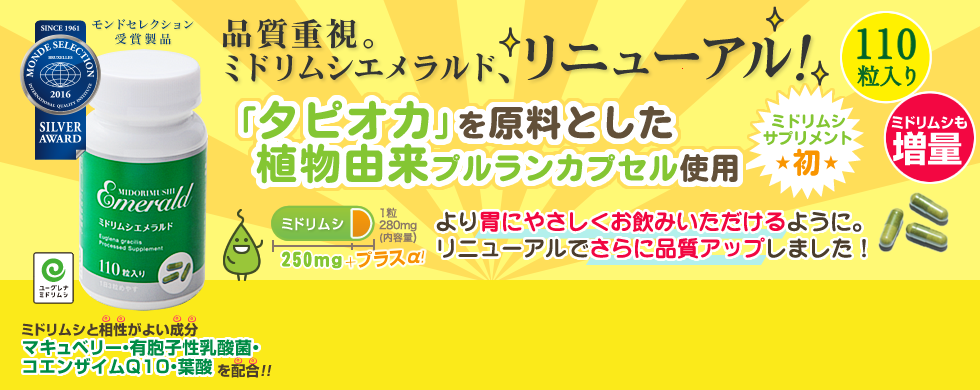 SINCE 1961
MONDE SELECTION
BRUXELLES
2016
INTERNATIONAL QUALITY INSTITUTE
SILVER
AWARD
モンドセレクション
受賞製品
品質重視。
ミドリムシエメラルド、リニューアル!
110
粒入り
「タピオカ」を原料とした
植物由来プルランカプセル使用
ミドリムシ
サプリメント
★初★
ミドリムシも
増量
MIDORIMUSHI
Emerald
ミドリムシエメラルド
Euglena gracilis
Processed Supplement
110粒入り
ユーグレナ
ミドリムシ
ミドリムシ
1粒
280mg
(内容量)
250mg+プラスα!
より胃にやさしくお飲みいただけるように。
リニューアルでさらに品質アップしました!
ミドリムシと相性がよい成分
マキュベリー・有胞子性乳酸菌・
コエンザイムQ10・葉酸 を配合!!